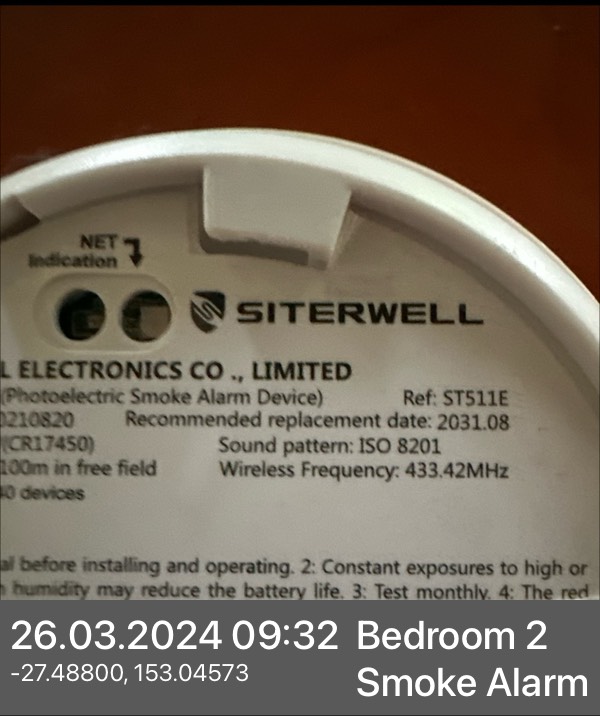 NET
Indication
SITERWELL
L ELECTRONICS CO ., LIMITED
(Photoelectric Smoke Alarm Device) Ref: ST511E
0210820 Recommended replacement date: 2031.08
(CR17450) Sound pattern: ISO 8201
100m in free field Wireless Frequency: 433.42MHz
40 devices
al before installing and operating. 2: Constant exposures to high or
humidity may reduce the battery life. 3: Test monthly. 4: The red
26.03.2024 09:32 Bedroom 2
-27.48800, 153.04573
Smoke Alarm